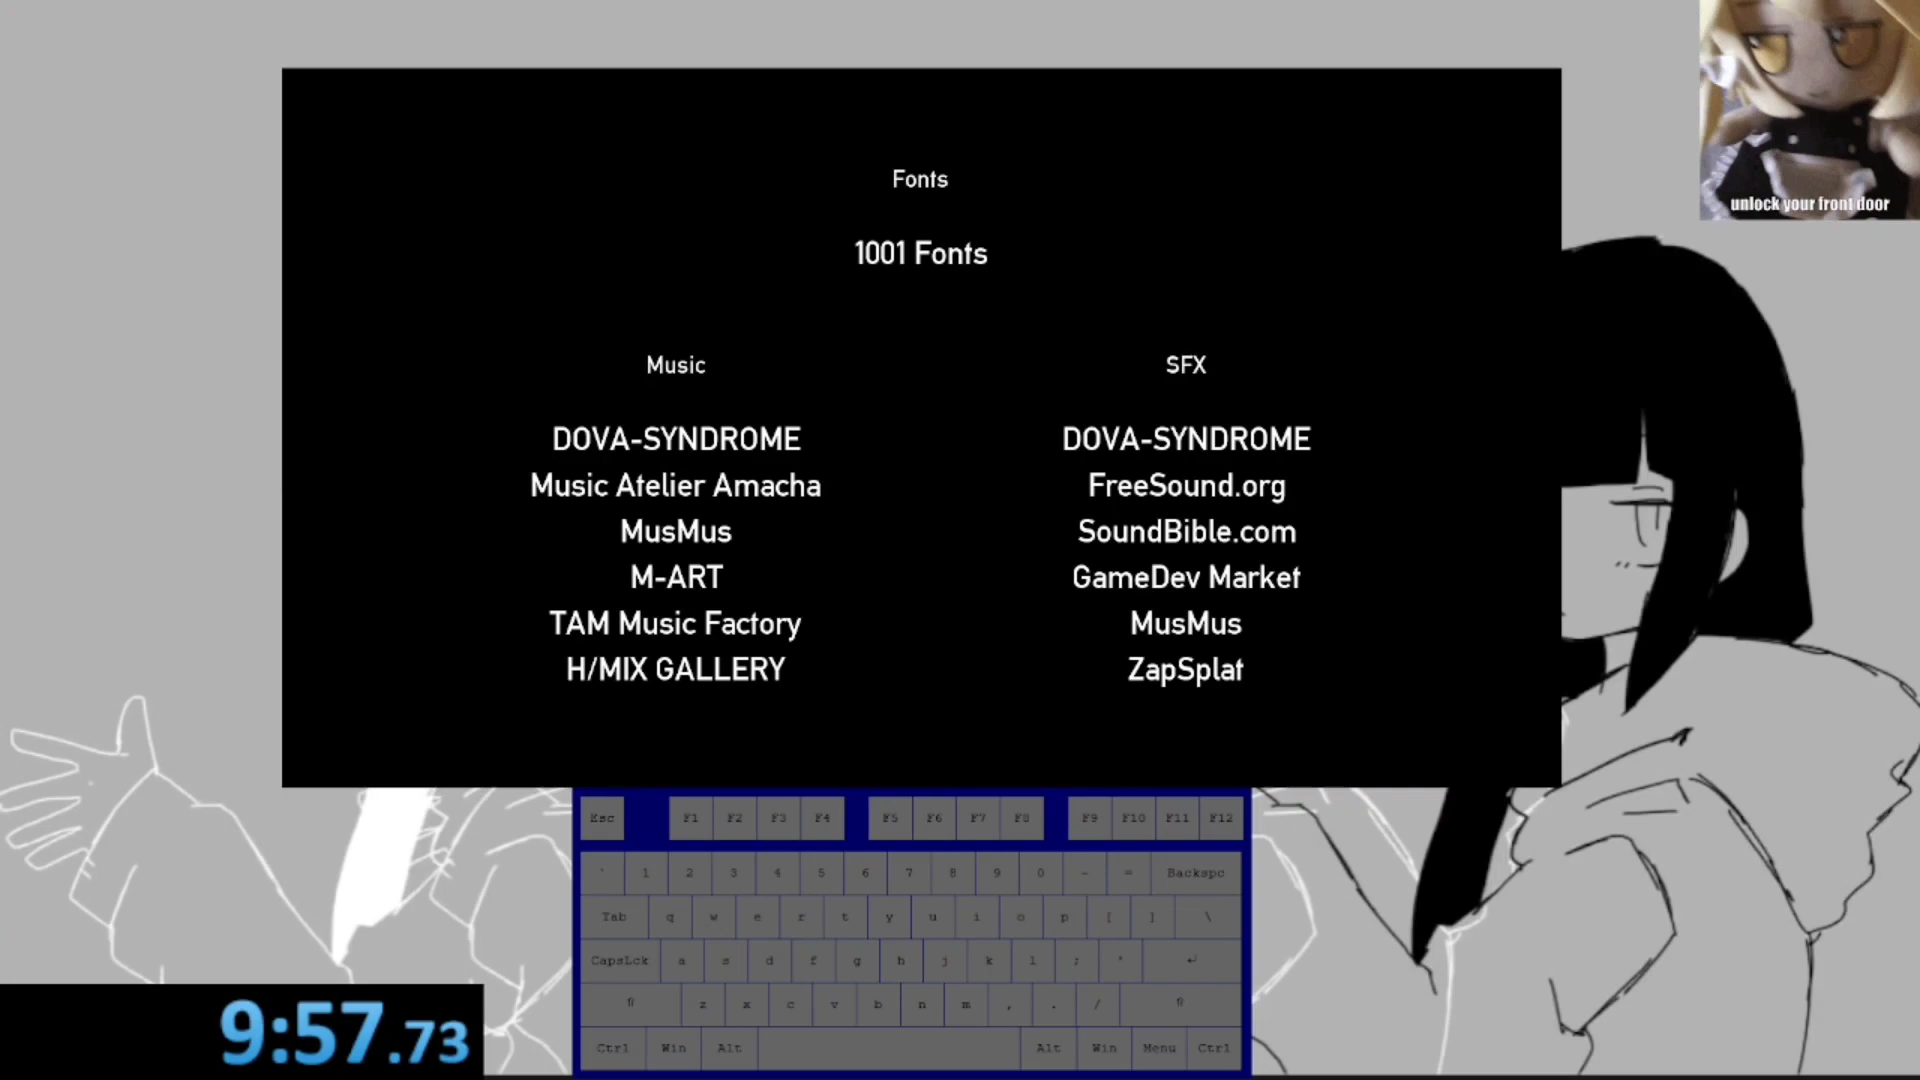 unlock your front door
Fonts
1001 Fonts
Music
SFX
DOVA-SYNDROME
Music Atelier Amacha
MusMus
M-ART
TAM Music Factory
H/MIX GALLERY
DOVA-SYNDROME
FreeSound.org
SoundBible.com
GameDev Market
MusMus
ZapSplat
Esc F1 F2 F3 F4 F5 F6 F7 F8 F9 F10 F11 F12
` 1 2 3 4 5 6 7 8 9 0 - = Backspc
Tab q w e r t y u i o p [ ] \
CapsLck a s d f g h j k l ; ' ↵
⇧ z x c v b n m , . / ⇧
Ctrl Win Alt Alt Win Menu Ctrl
9:57.73